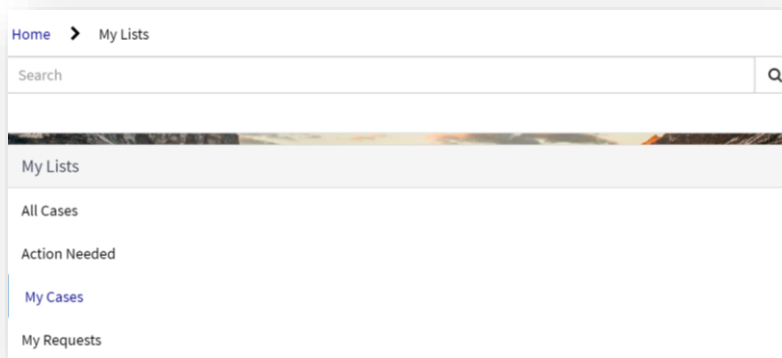 Home My Lists
Search
My Lists
All Cases
Action Needed
My Cases
My Requests